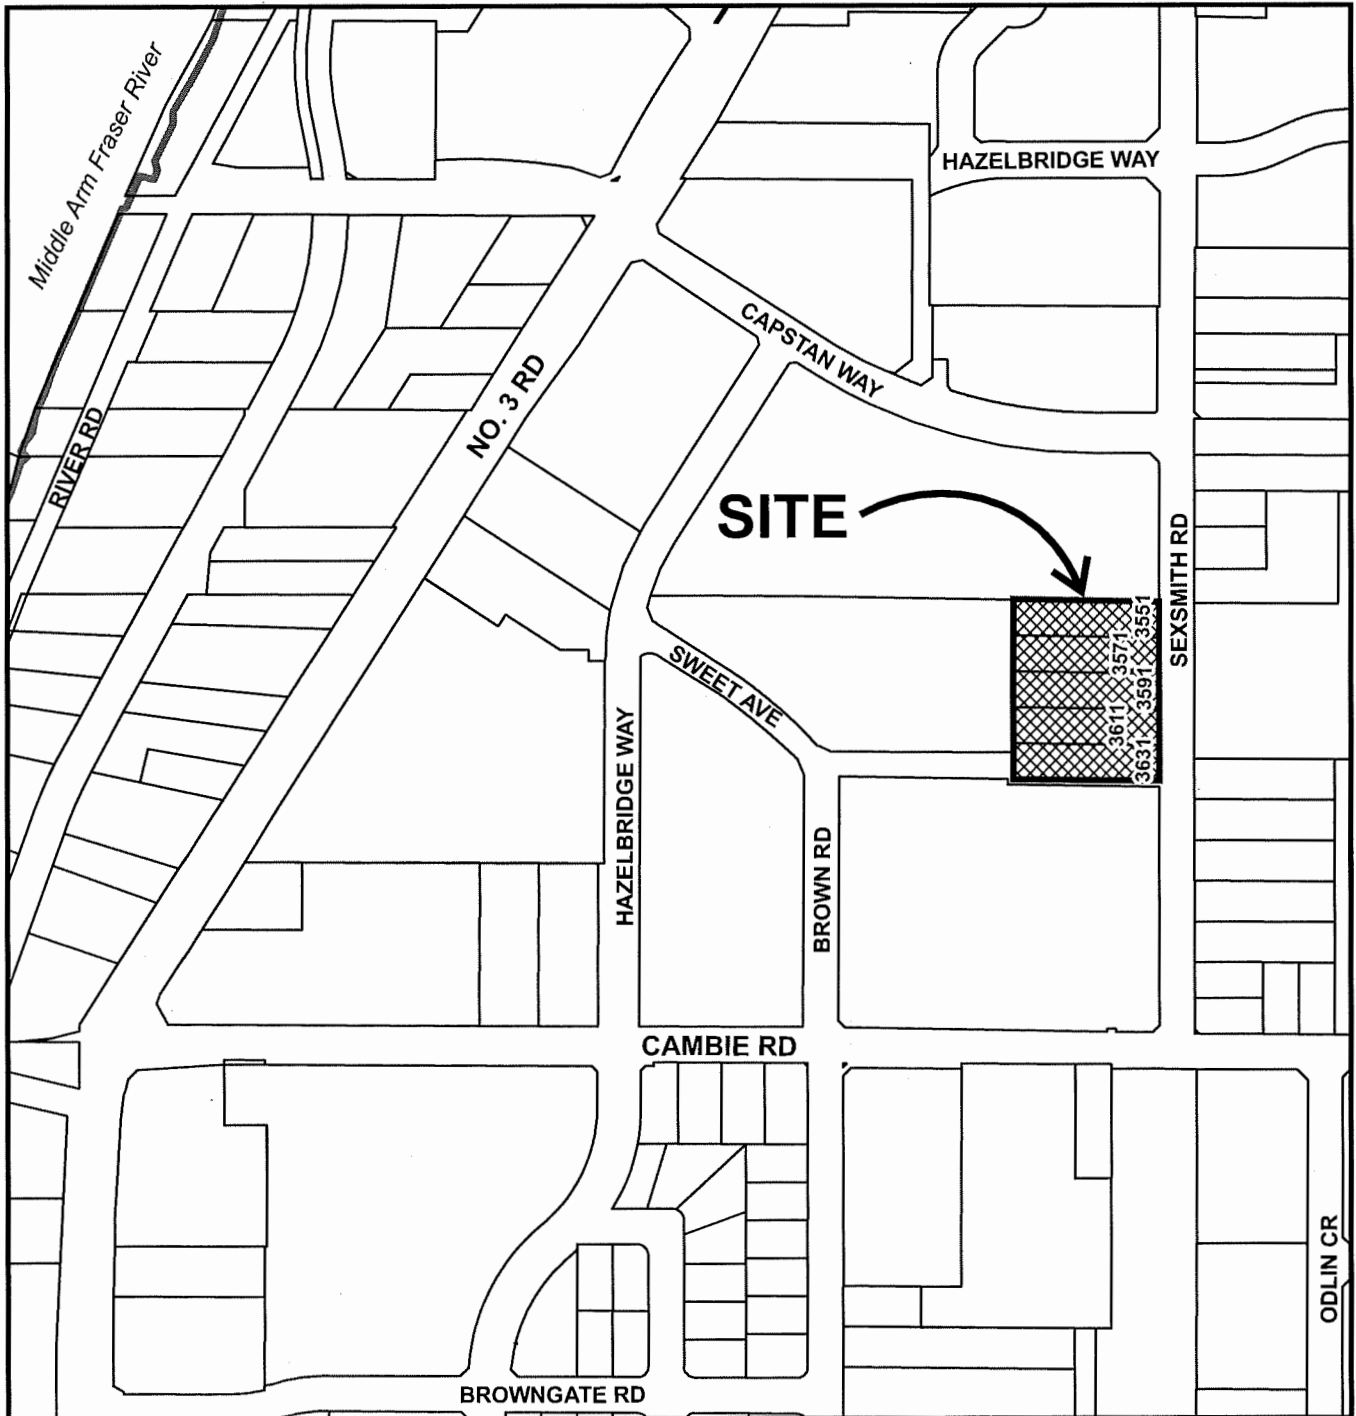 Middle Arm Fraser River
HAZELBRIDGE WAY
CAPSTAN WAY
NO. 3 RD
RIVER RD
SITE
SEXSMITH RD
3551
3571
3591
3611
3631
SWEET AVE
HAZELBRIDGE WAY
BROWN RD
CAMBIE RD
ODLIN CR
BROWNGATE RD